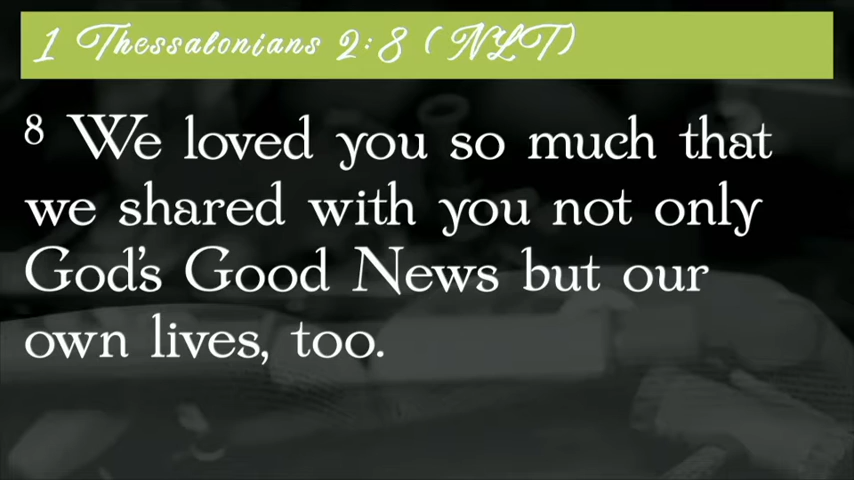 1 Thessalonians 2:8 (NLT)
8 We loved you so much that
we shared with you not only
God's Good News but our
own lives, too.